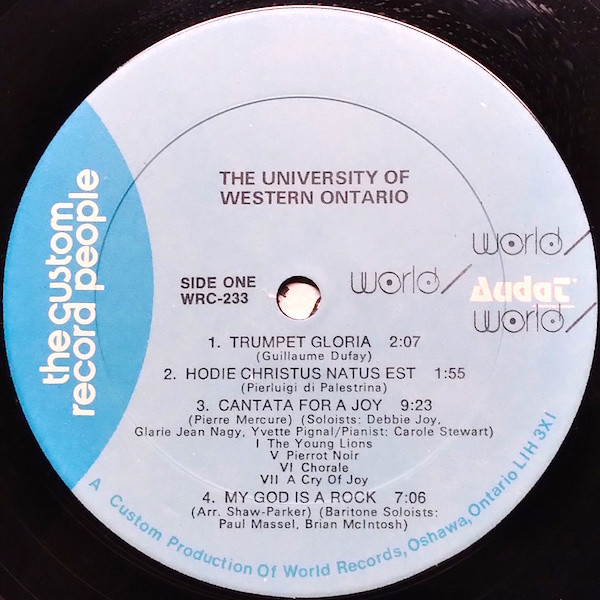 the custom
record people
THE UNIVERSITY OF
WESTERN ONTARIO
SIDE ONE
WRC-233
world/
world/
Audat
world/
1. TRUMPET GLORIA 2:07
(Guillaume Dufay)
2. HODIE CHRISTUS NATUS EST 1:55
(Pierluigi di Palestrina)
3. CANTATA FOR A JOY 9:23
(Pierre Mercure) (Soloists: Debbie Joy,
Glarie Jean Nagy, Yvette Pignal/Pianist: Carole Stewart)
I The Young Lions
V Pierrot Noir
VI Chorale
VII A Cry Of Joy
4. MY GOD IS A ROCK 7:06
(Arr. Shaw-Parker) (Baritone Soloists:
Paul Massel, Brian McIntosh)
A Custom Production Of World Records, Oshawa, Ontario LIH 3X1